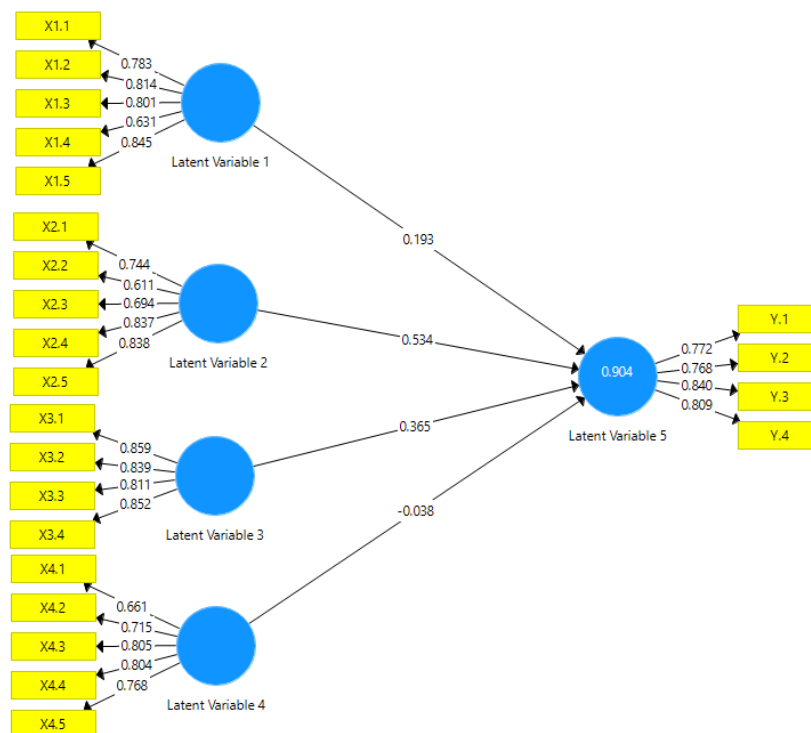 X1.1
X1.2
X1.3
X1.4
X1.5
0.783
0.814
0.801
0.631
0.845
Latent Variable 1
0.193
X2.1
X2.2
X2.3
X2.4
X2.5
0.744
0.611
0.694
0.837
0.838
Latent Variable 2
0.534
X3.1
X3.2
X3.3
X3.4
0.859
0.839
0.811
0.852
Latent Variable 3
0.365
X4.1
X4.2
X4.3
X4.4
X4.5
0.661
0.715
0.805
0.804
0.768
Latent Variable 4
-0.038
0.904
Latent Variable 5
0.772
0.768
0.840
0.809
Y.1
Y.2
Y.3
Y.4